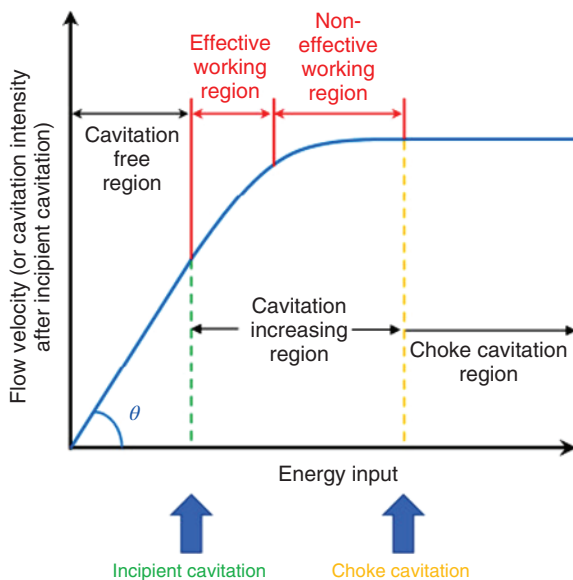 Effective
working
region
Non-
effective
working
region
Cavitation
free
region
Flow velocity (or cavitation intensity
after incipient cavitation)
Cavitation
increasing
region
Choke cavitation
region
θ
Energy input
Incipient cavitation
Choke cavitation